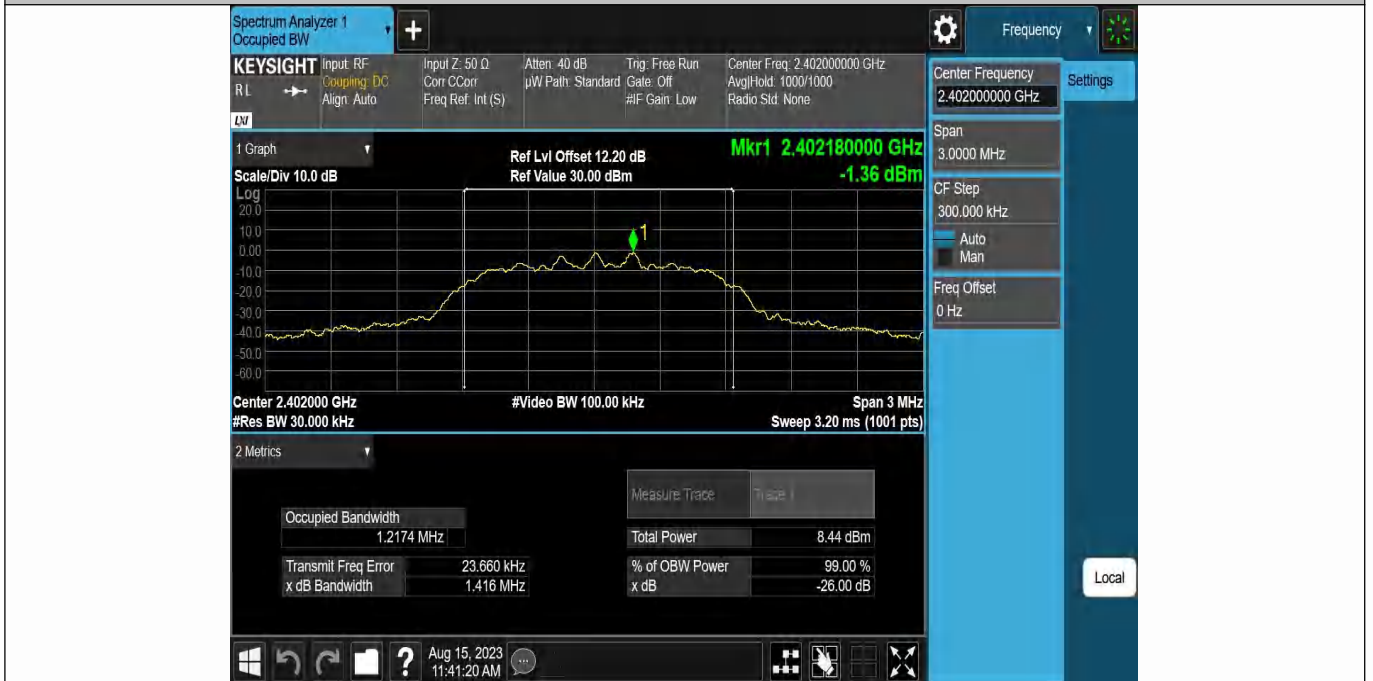 Spectrum Analyzer 1
Occupied BW
+
Frequency
KEYSIGHT
RL
LXI
Input: RF
Coupling: DC
Align: Auto
Input Z: 50 Ω
Corr CCorr
Freq Ref: Int (S)
Atten: 40 dB
µW Path: Standard
Trig: Free Run
Gate: Off
#IF Gain: Low
Center Freq: 2.402000000 GHz
Avg|Hold: 1000/1000
Radio Std: None
Center Frequency
2.402000000 GHz
Settings
Span
3.0000 MHz
CF Step
300.000 kHz
Auto
Man
Freq Offset
0 Hz
Local
1 Graph
Scale/Div 10.0 dB
Ref Lvl Offset 12.20 dB
Ref Value 30.00 dBm
Mkr1 2.402180000 GHz
-1.36 dBm
Log
20.0
10.0
0.00
-10.0
-20.0
-30.0
-40.0
-50.0
-60.0
1
Center 2.402000 GHz
#Res BW 30.000 kHz
#Video BW 100.00 kHz
Span 3 MHz
Sweep 3.20 ms (1001 pts)
2 Metrics
Measure Trace
Trace 1
Occupied Bandwidth
1.2174 MHz
Total Power
8.44 dBm
Transmit Freq Error
23.660 kHz
% of OBW Power
99.00 %
x dB Bandwidth
1.416 MHz
x dB
-26.00 dB
?
Aug 15, 2023
11:41:20 AM